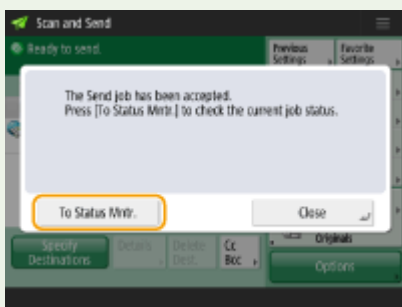 Scan and Send
Ready to send.
Previous Settings
Favorite Settings
The Send job has been accepted.
Press [To Status Mntr.] to check the current job status.
To Status Mntr.
Close
Specify Destinations
Details
Delete Dest.
Cc Bcc
Originals
Options